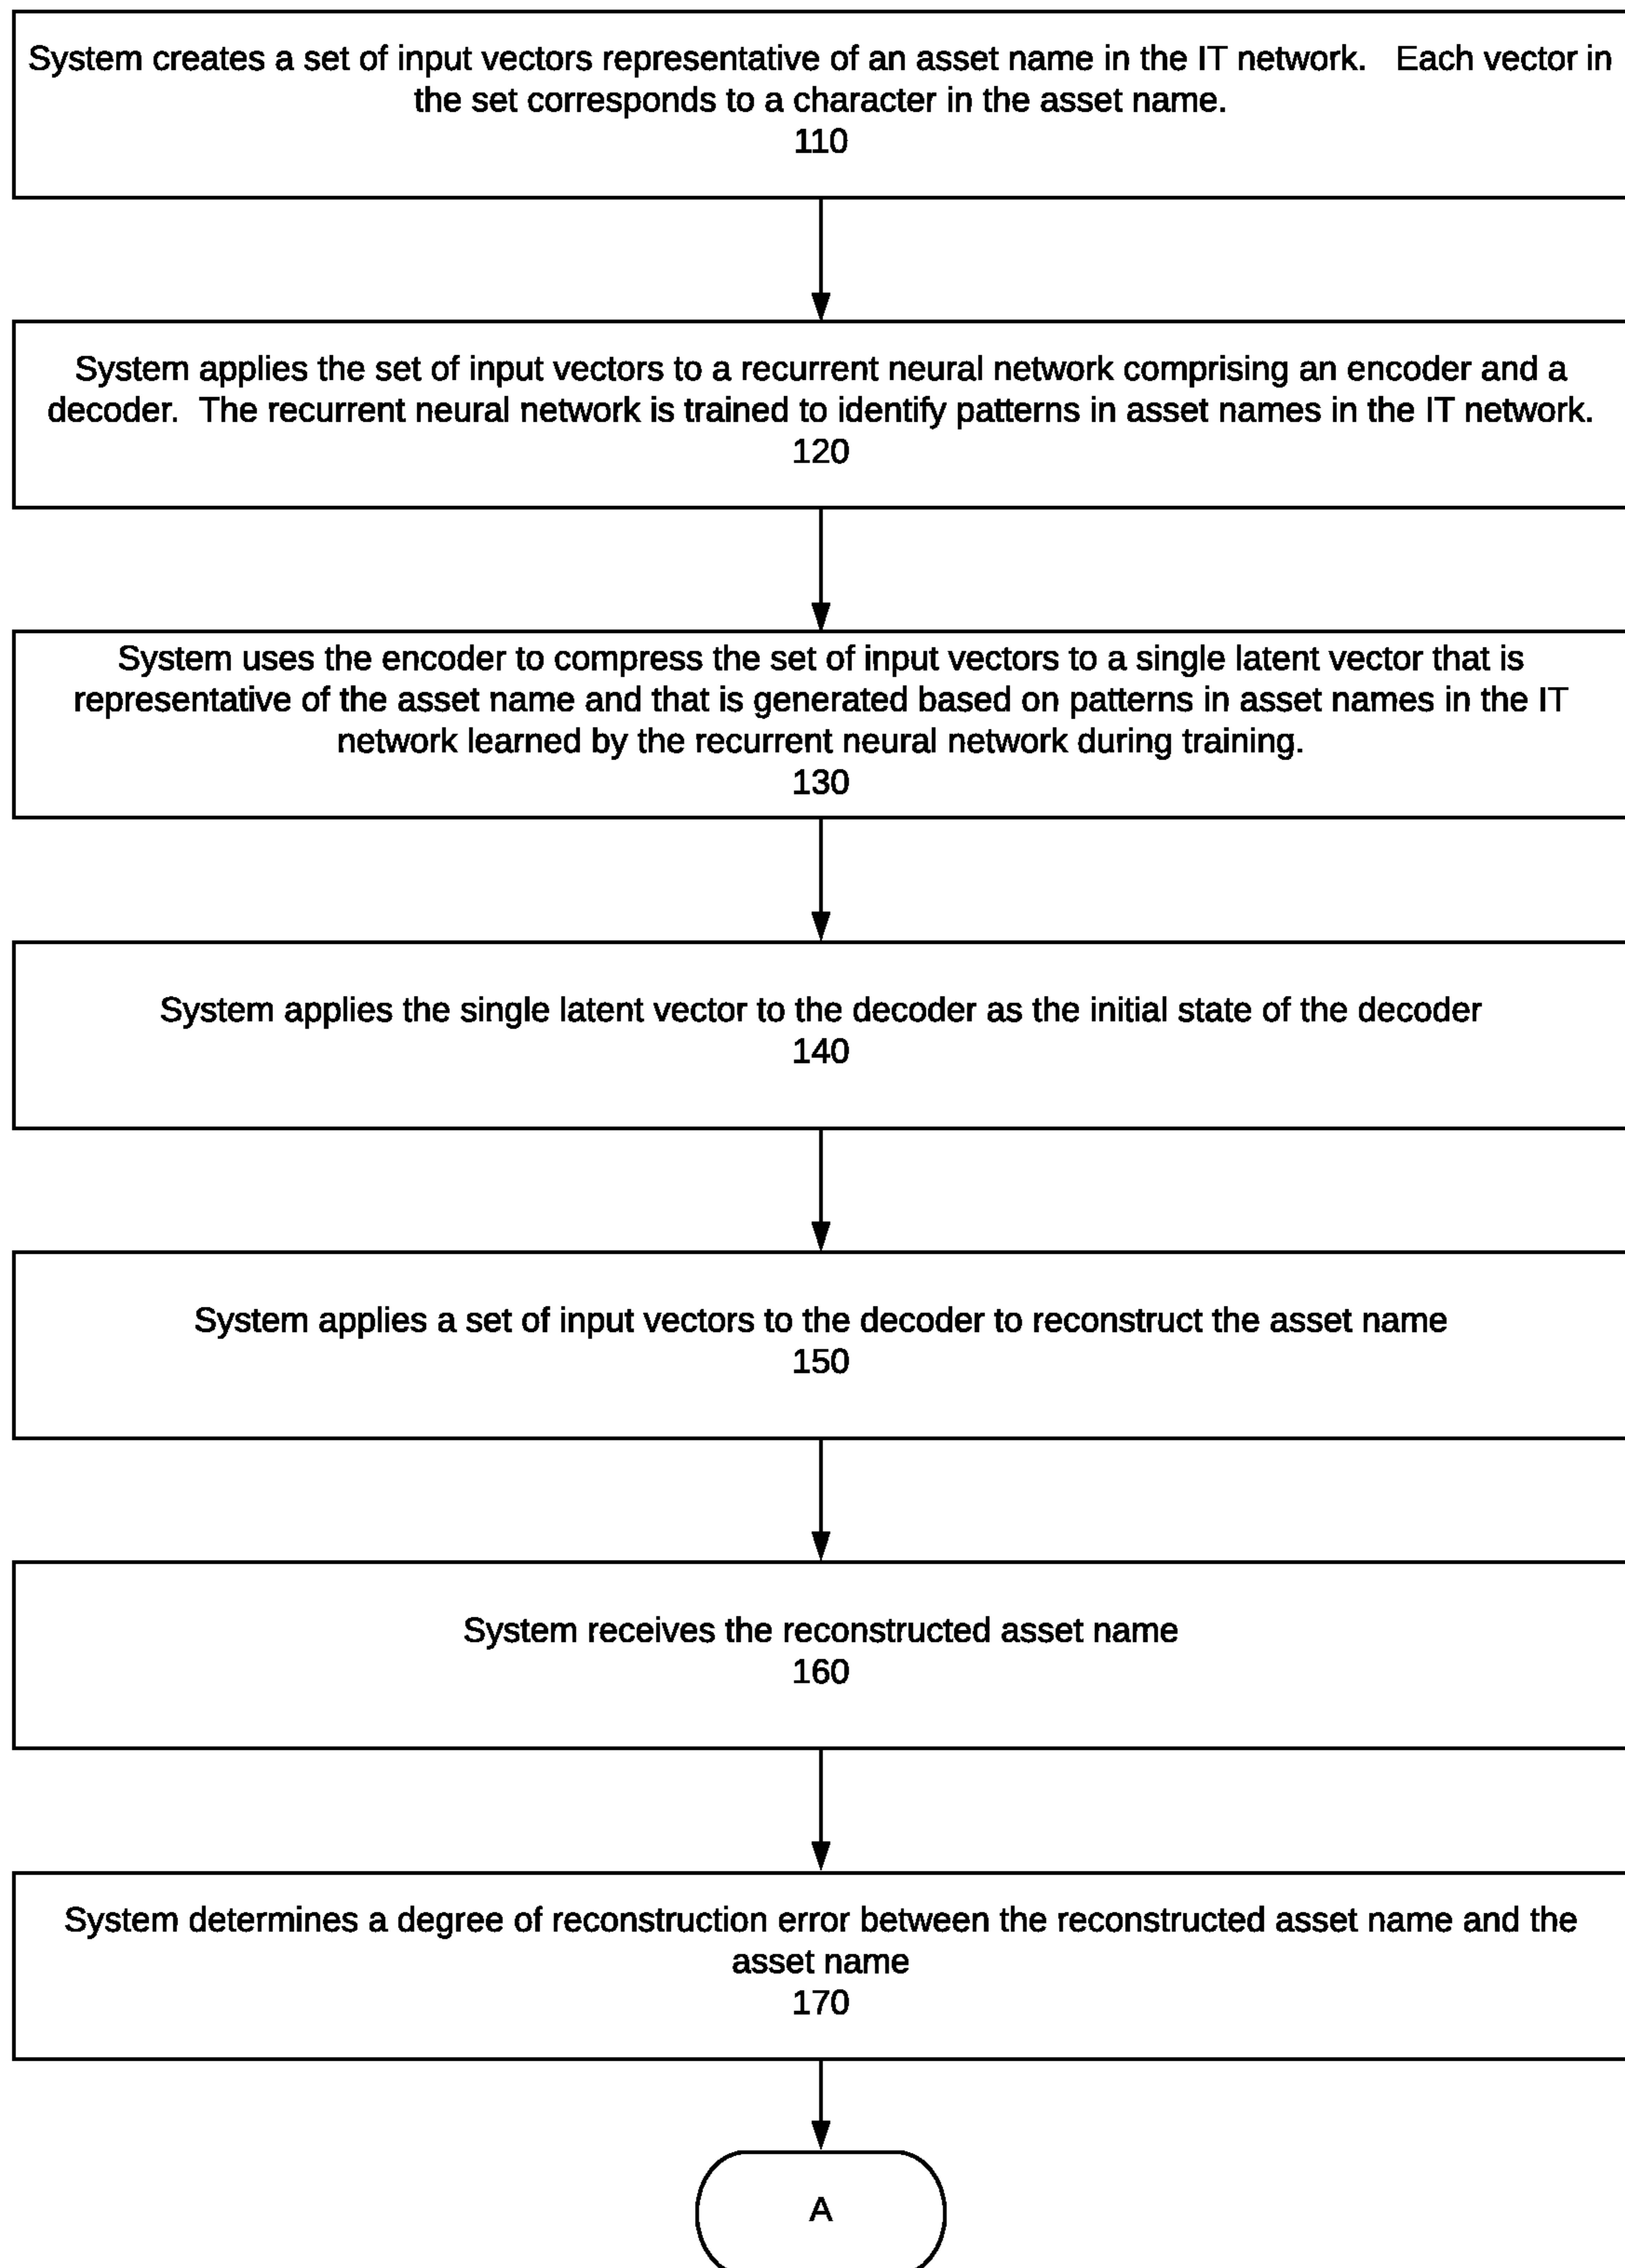 System creates a set of input vectors representative of an asset name in the IT network.   Each vector in
the set corresponds to a character in the asset name.
110
System applies the set of input vectors to a recurrent neural network comprising an encoder and a
decoder.  The recurrent neural network is trained to identify patterns in asset names in the IT network.
120
System uses the encoder to compress the set of input vectors to a single latent vector that is
representative of the asset name and that is generated based on patterns in asset names in the IT
network learned by the recurrent neural network during training.
130
System applies the single latent vector to the decoder as the initial state of the decoder
140
System applies a set of input vectors to the decoder to reconstruct the asset name
150
System receives the reconstructed asset name
160
System determines a degree of reconstruction error between the reconstructed asset name and the
asset name
170
A